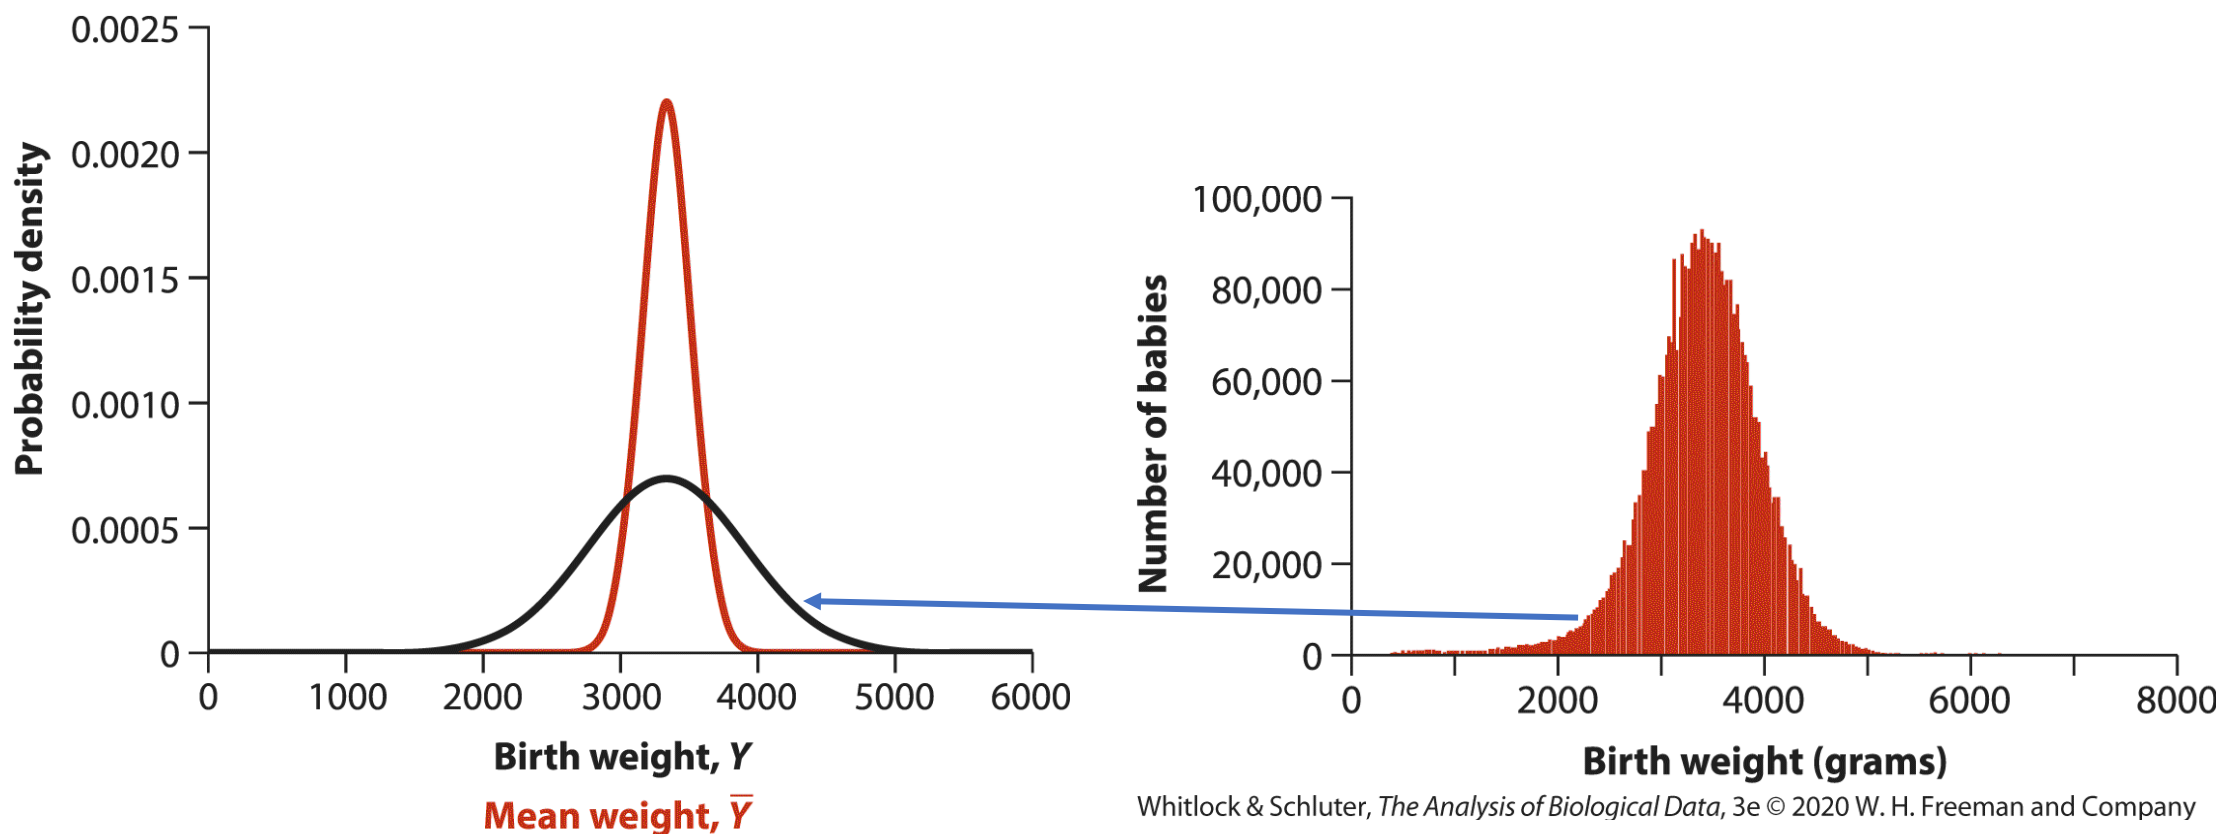 0.0025
0.0020
0.0015
0.0010
0.0005
0
Probability density
0 1000 2000 3000 4000 5000 6000
Birth weight, Y
Mean weight, Y̅
100,000
80,000
60,000
40,000
20,000
0
Number of babies
0 2000 4000 6000 8000
Birth weight (grams)
Whitlock & Schluter, The Analysis of Biological Data, 3e © 2020 W. H. Freeman and Company